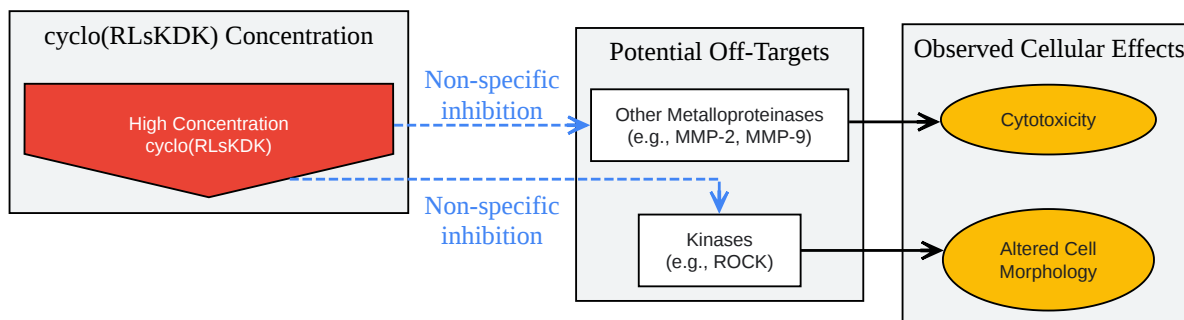 cyclo(RLsKDK) Concentration
High Concentration
cyclo(RLsKDK)
Non-specific
inhibition
Non-specific
inhibition
Potential Off-Targets
Other Metalloproteinases
(e.g., MMP-2, MMP-9)
Kinases
(e.g., ROCK)
Observed Cellular Effects
Cytotoxicity
Altered Cell
Morphology